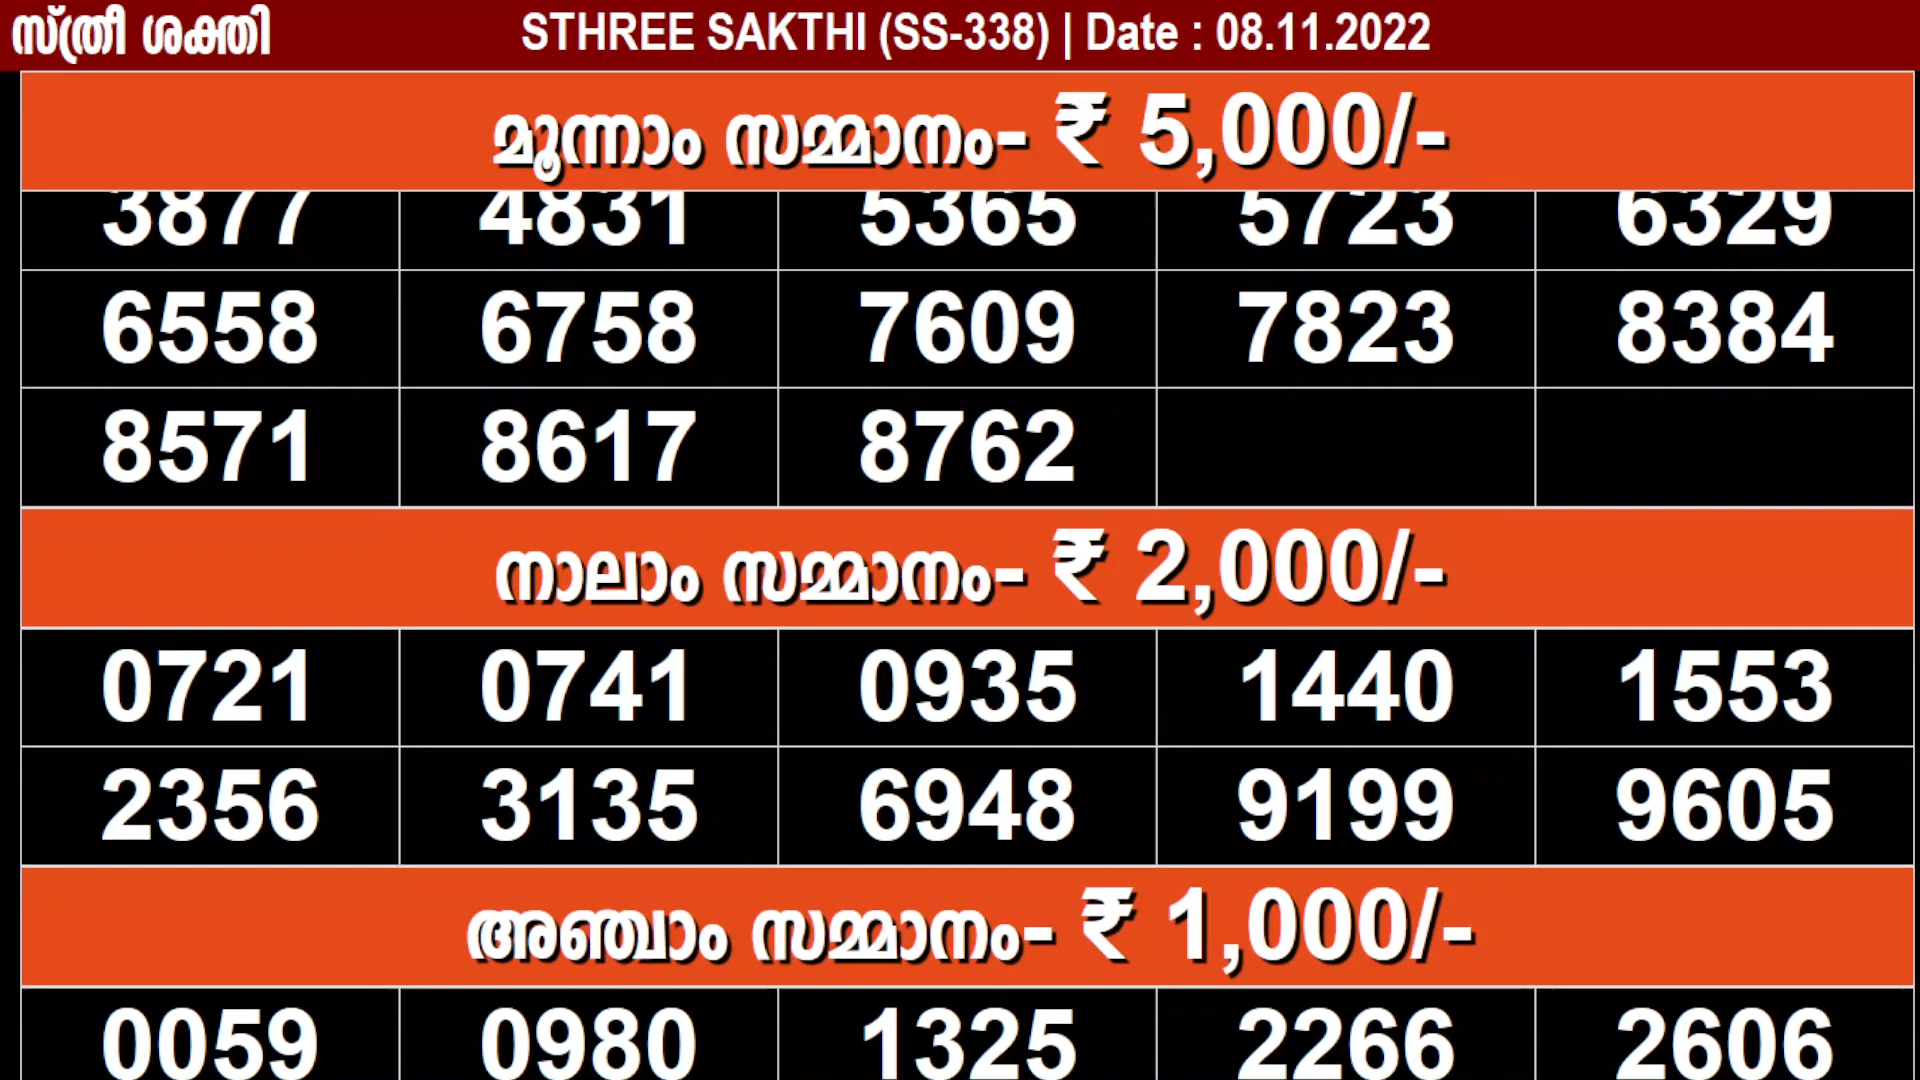 സ്ത്രീ ശക്തി STHREE SAKTHI (SS-338) | Date : 08.11.2022
മൂന്നാം സമ്മാനം- ₹ 5,000/-
3877 4831 5365 5723 6329
6558 6758 7609 7823 8384
8571 8617 8762
നാലാം സമ്മാനം- ₹ 2,000/-
0721 0741 0935 1440 1553
2356 3135 6948 9199 9605
അഞ്ചാം സമ്മാനം- ₹ 1,000/-
0059 0980 1325 2266 2606